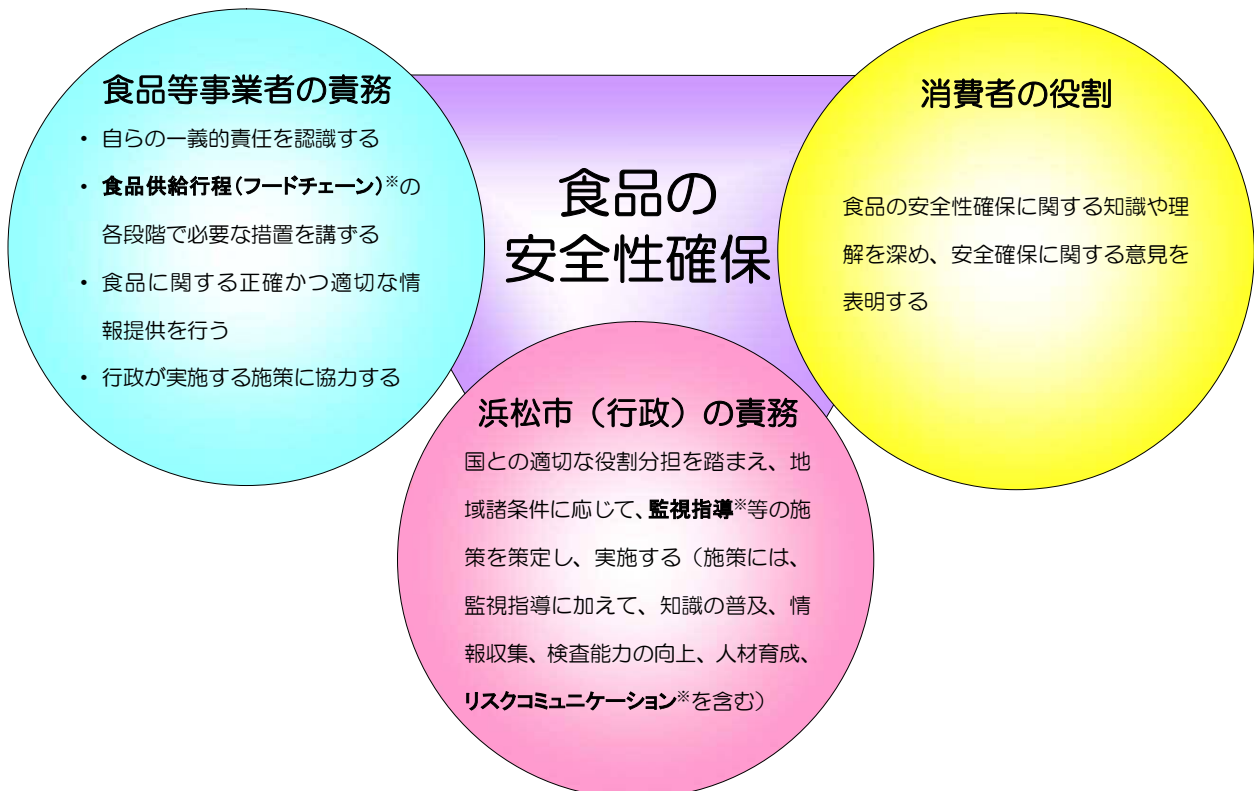 食品等事業者の責務
・ 自らの一義的責任を認識する
・ 食品供給行程(フードチェーン)※の
各段階で必要な措置を講ずる
・ 食品に関する正確かつ適切な情
報提供を行う
・ 行政が実施する施策に協力する
食品の
安全性確保
消費者の役割
食品の安全性確保に関する知識や理
解を深め、安全確保に関する意見を
表明する
浜松市（行政）の責務
国との適切な役割分担を踏まえ、地
域諸条件に応じて、監視指導※等の施
策を策定し、実施する（施策には、
監視指導に加えて、知識の普及、情
報収集、検査能力の向上、人材育成、
リスクコミュニケーション※を含む）